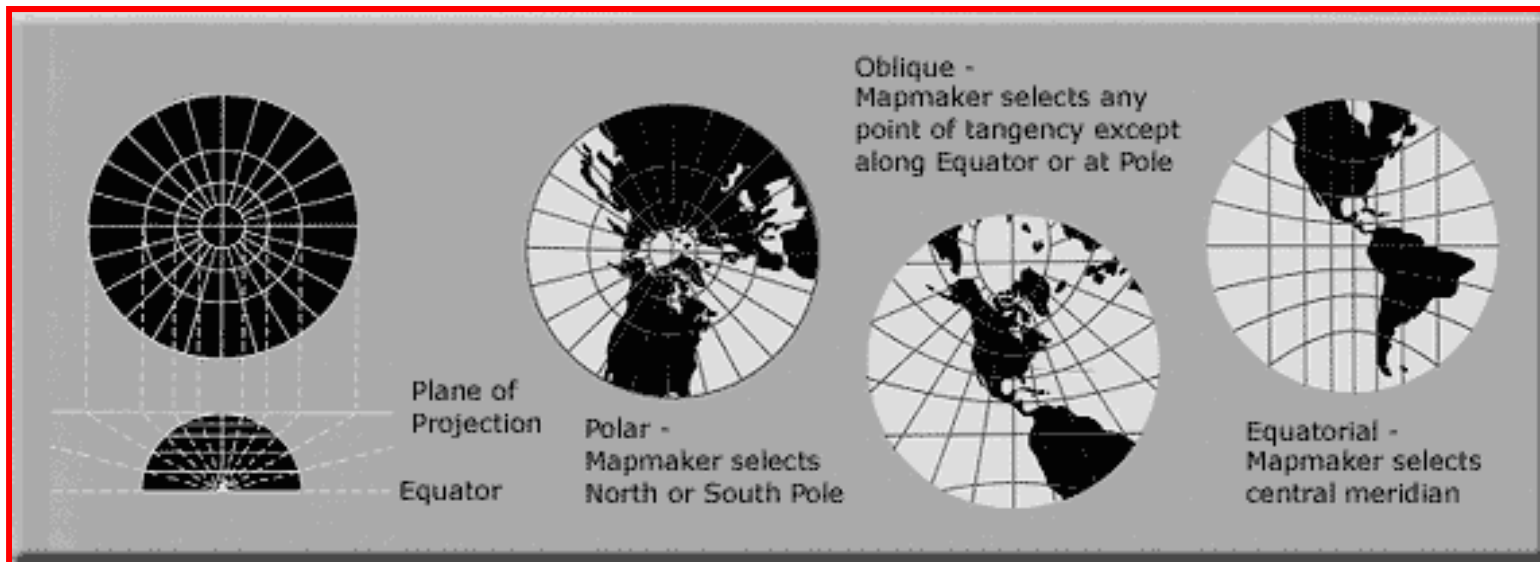 Plane of
Projection
Equator
Polar -
Mapmaker selects
North or South Pole
Oblique -
Mapmaker selects any
point of tangency except
along Equator or at Pole
Equatorial -
Mapmaker selects
central meridian